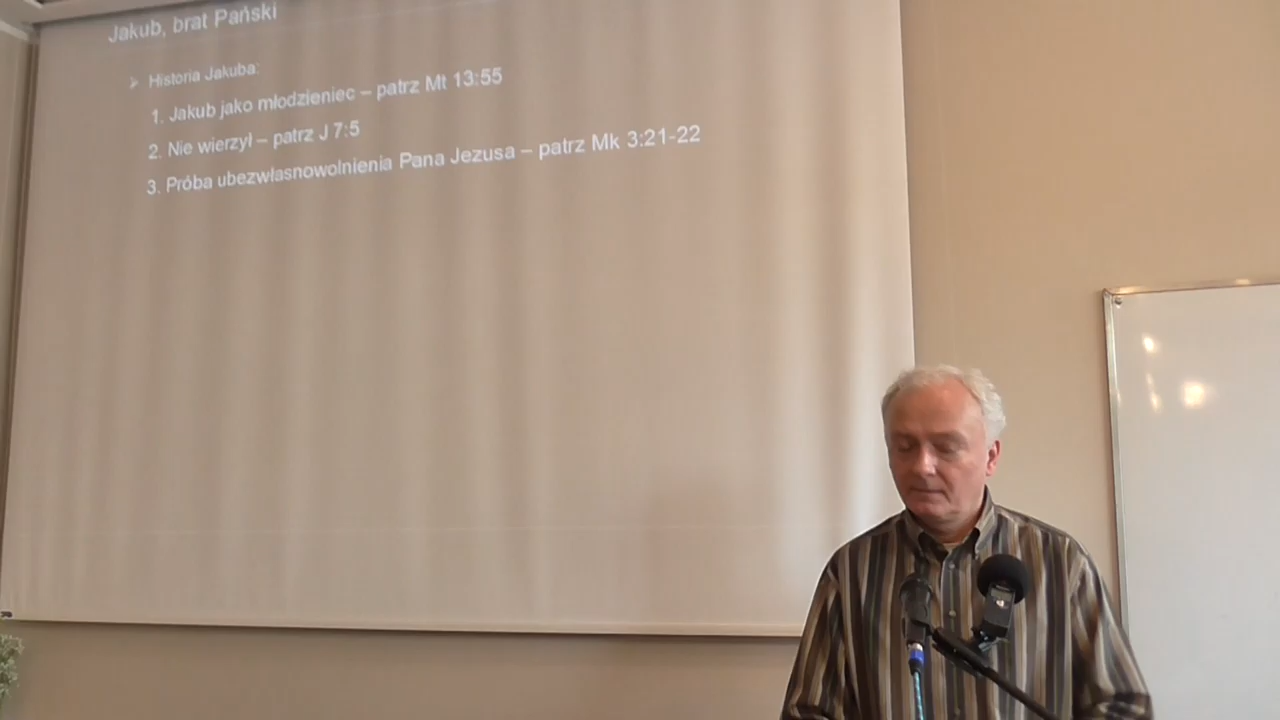 Jakub, brat Pański
Historia Jakuba:
1. Jakub jako młodzieniec – patrz Mt 13:55
2. Nie wierzył – patrz J 7:5
3. Próba ubezwłasnowolnienia Pana Jezusa – patrz Mk 3:21-22